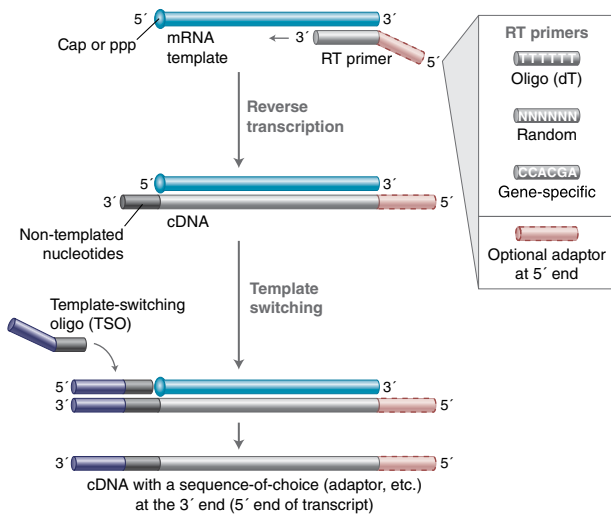 5´
3´
Cap or ppp
mRNA
template
3´
RT primer
5´
RT primers
TTTTTT
Oligo (dT)
NNNNNN
Random
CCACGA
Gene-specific
Optional adaptor
at 5´ end
Reverse
transcription
5´
3´
3´
5´
cDNA
Non-templated
nucleotides
Template
switching
Template-switching
oligo (TSO)
5´
3´
3´
5´
3´
5´
cDNA with a sequence-of-choice (adaptor, etc.)
at the 3´ end (5´ end of transcript)